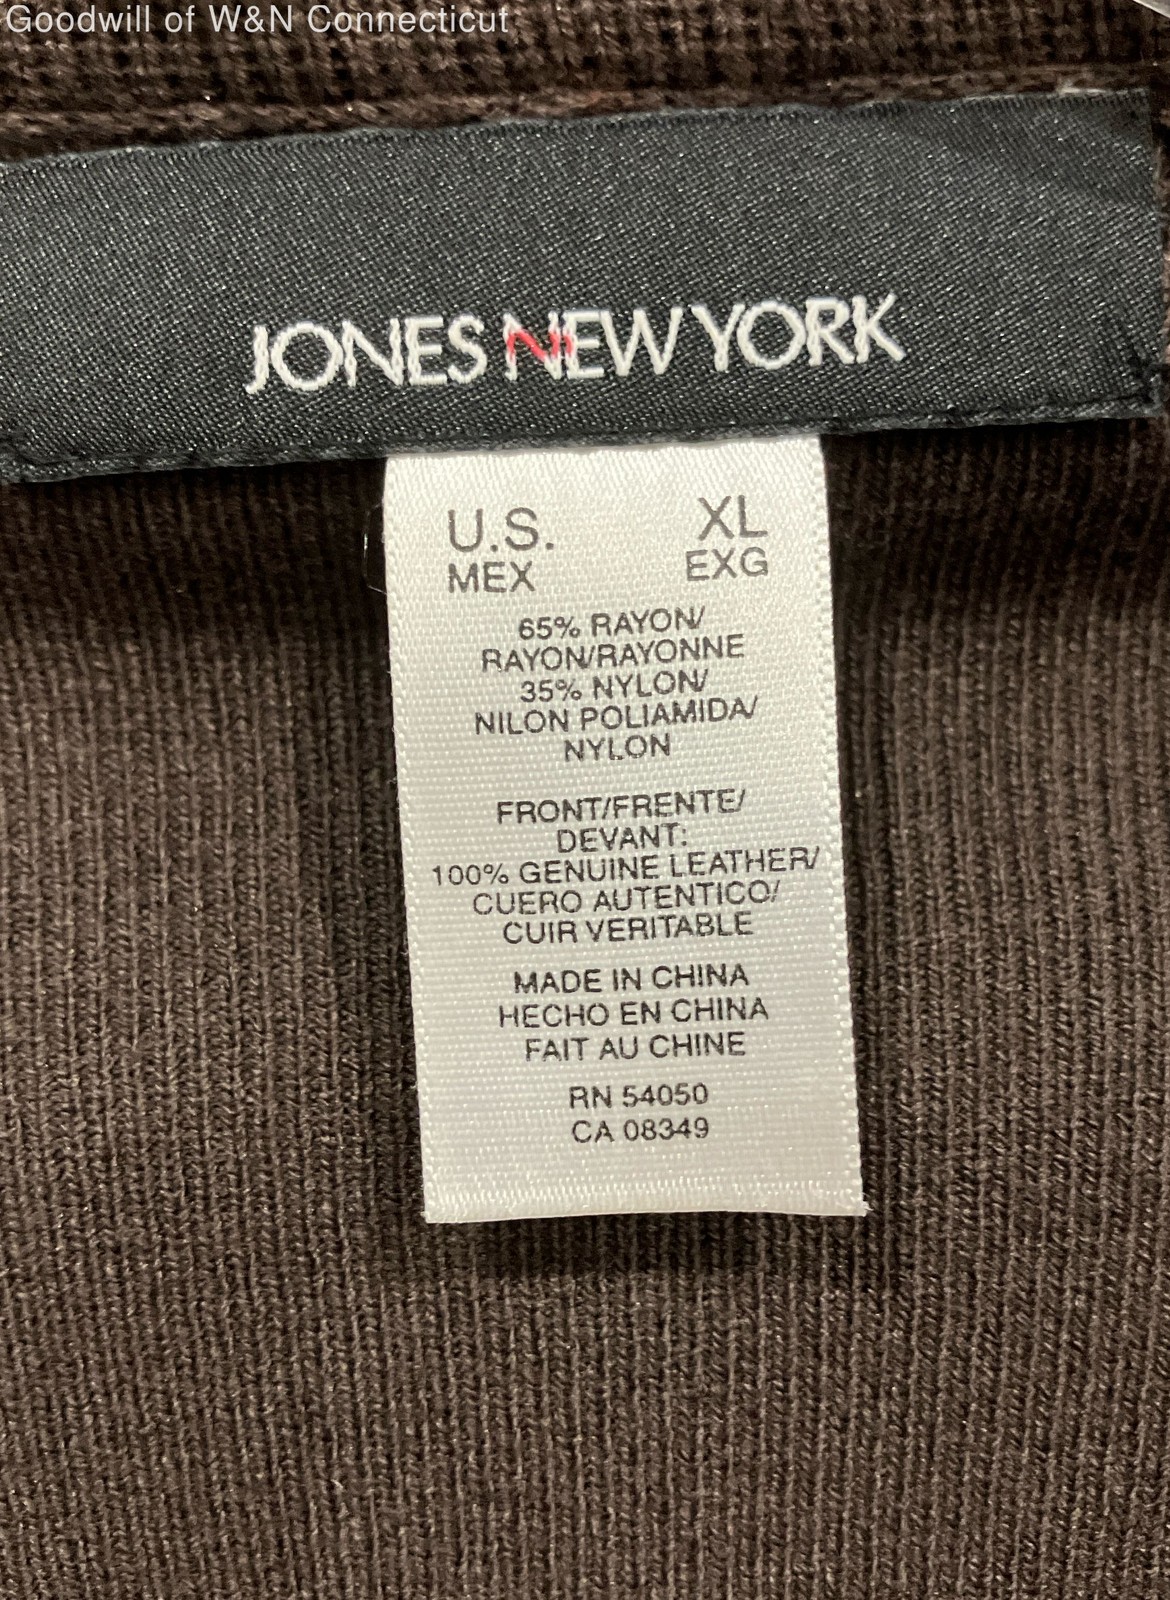 Goodwill of W&N Connecticut
JONES NEW YORK
U.S. XL
MEX EXG
65% RAYON/
RAYON/RAYONNE
35% NYLON/
NILON POLIAMIDA/
NYLON
FRONT/FRENTE/
DEVANT:
100% GENUINE LEATHER/
CUERO AUTENTICO/
CUIR VERITABLE
MADE IN CHINA
HECHO EN CHINA
FAIT AU CHINE
RN 54050
CA 08349